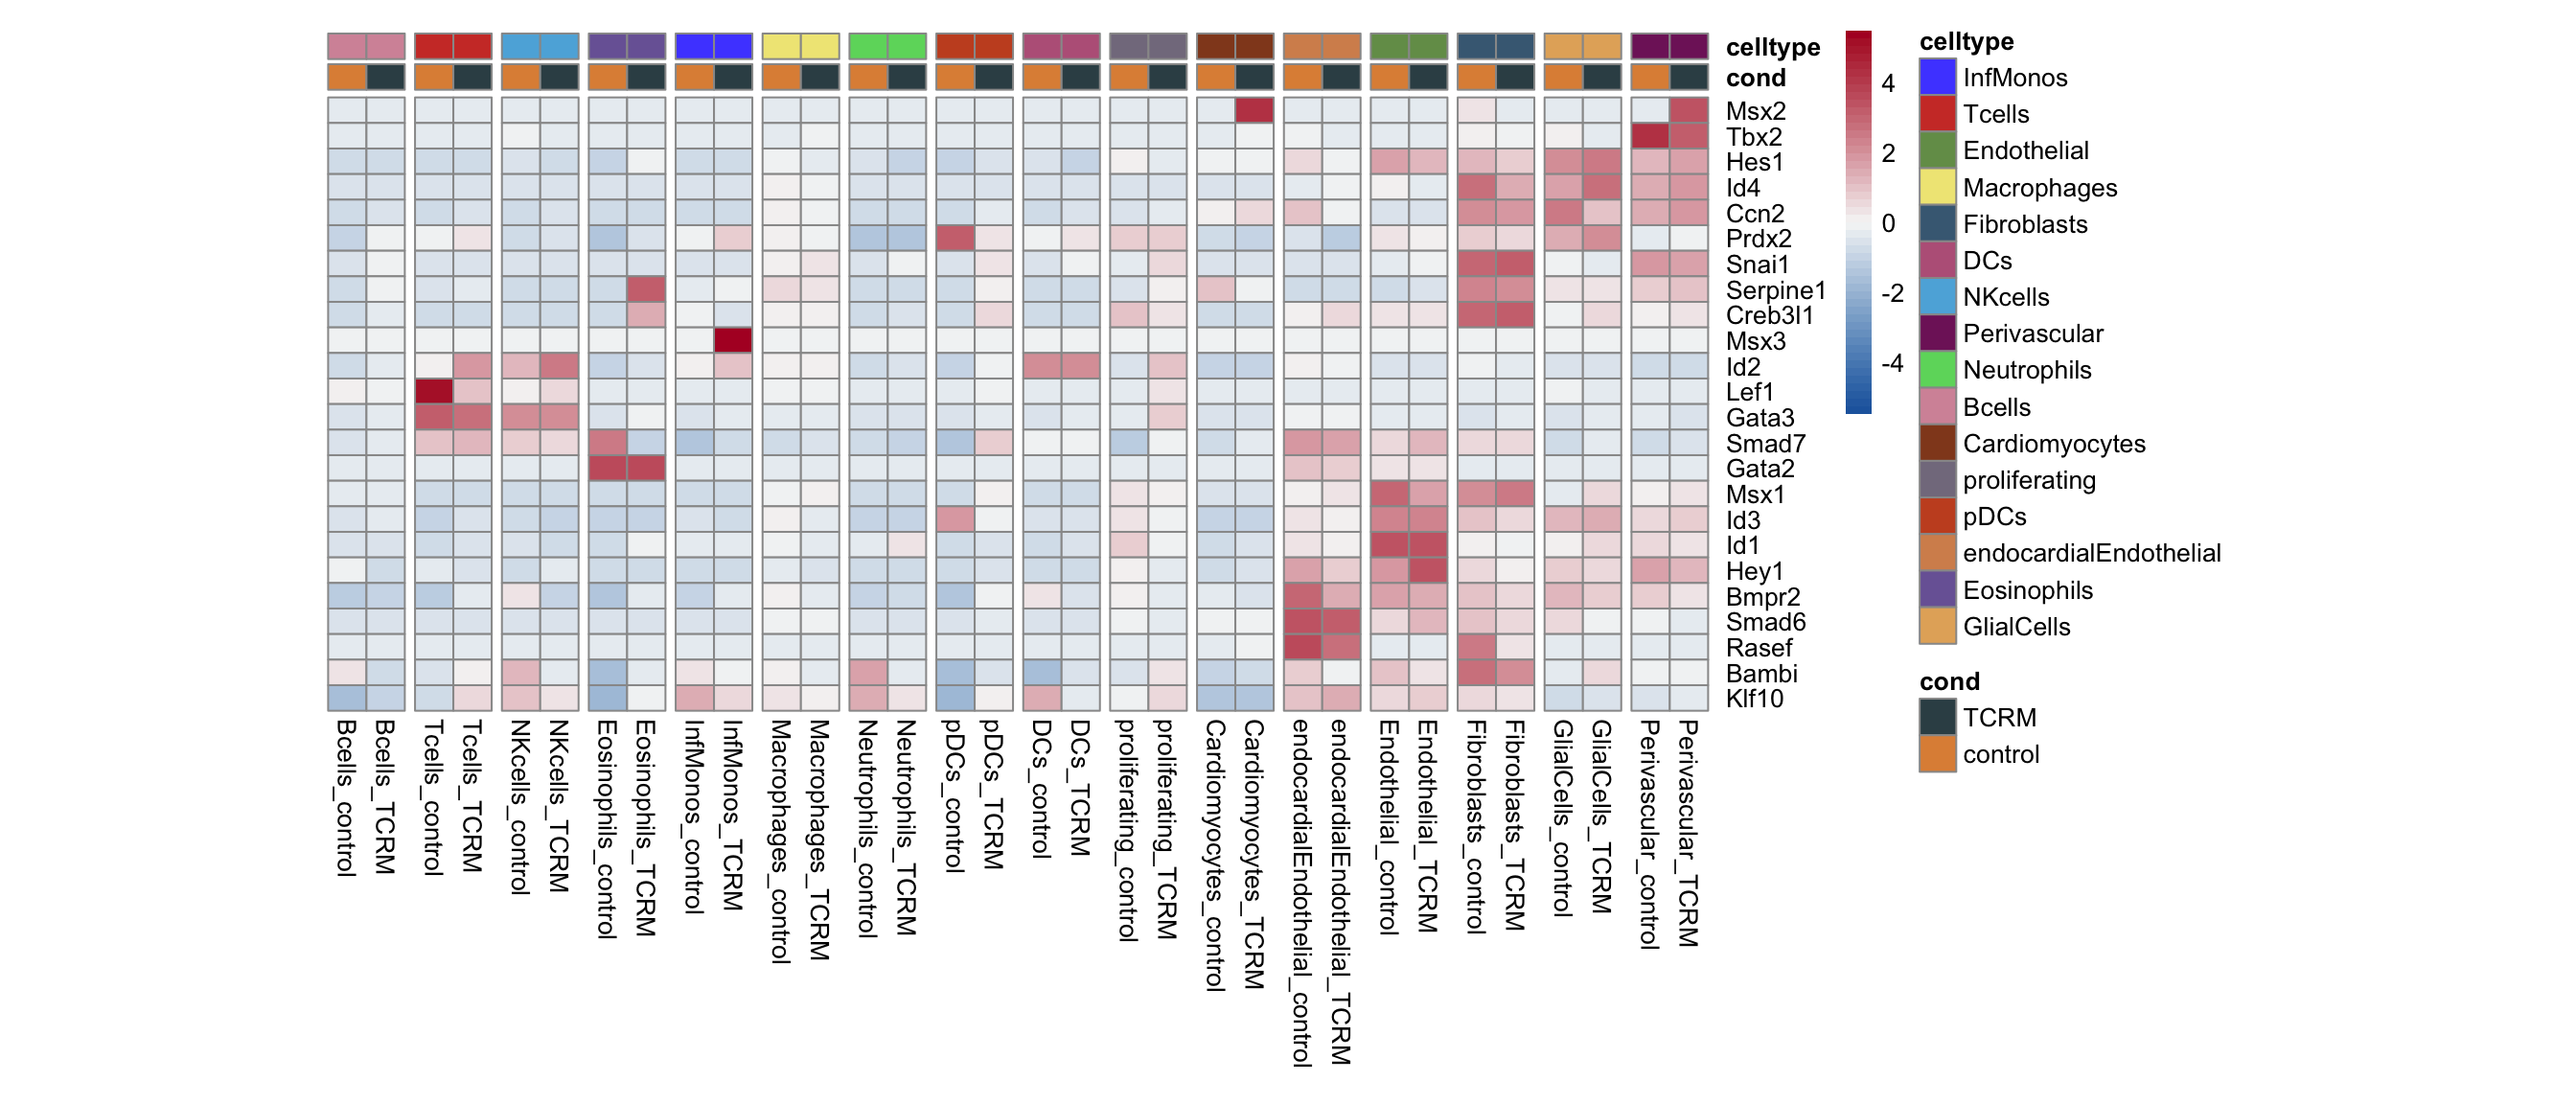 celltype
cond
Msx2
Tbx2
Hes1
Id4
Ccn2
Prdx2
Snai1
Serpine1
Creb3l1
Msx3
Id2
Lef1
Gata3
Smad7
Gata2
Msx1
Id3
Id1
Hey1
Bmpr2
Smad6
Rasef
Bambi
Klf10
4
2
0
-2
-4
celltype
InfMonos
Tcells
Endothelial
Macrophages
Fibroblasts
DCs
NKcells
Perivascular
Neutrophils
Bcells
Cardiomyocytes
proliferating
pDCs
endocardialEndothelial
Eosinophils
GlialCells
cond
TCRM
control
Bcells_control
Bcells_TCRM
Tcells_control
Tcells_TCRM
NKcells_control
NKcells_TCRM
Eosinophils_control
Eosinophils_TCRM
InfMonos_control
InfMonos_TCRM
Macrophages_control
Macrophages_TCRM
Neutrophils_control
Neutrophils_TCRM
pDCs_control
pDCs_TCRM
DCs_control
DCs_TCRM
proliferating_control
proliferating_TCRM
Cardiomyocytes_control
Cardiomyocytes_TCRM
endocardialEndothelial_control
endocardialEndothelial_TCRM
Endothelial_control
Endothelial_TCRM
Fibroblasts_control
Fibroblasts_TCRM
GlialCells_control
GlialCells_TCRM
Perivascular_control
Perivascular_TCRM